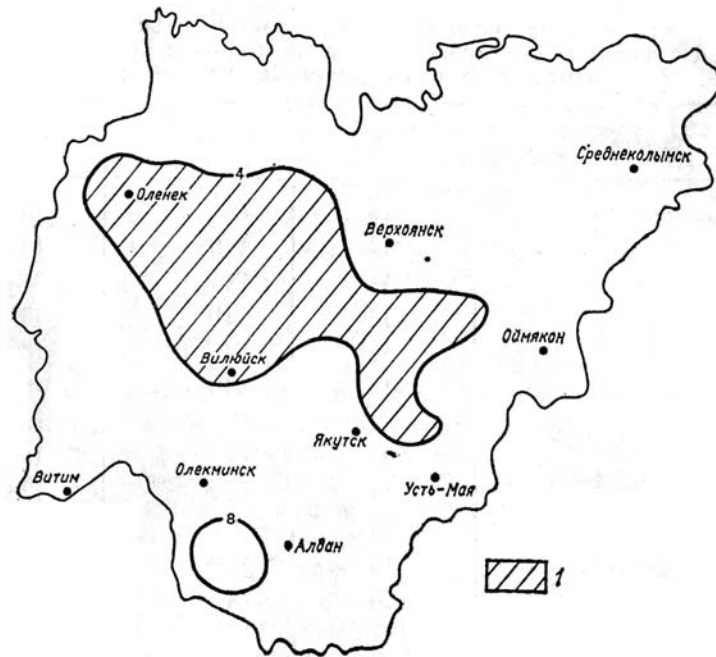 4
Среднеколымск
Оленек
Верхоянск
Оймякон
Вилюйск
Якутск
Олекминск
Усть-Мая
Витим
8
Алдан
1